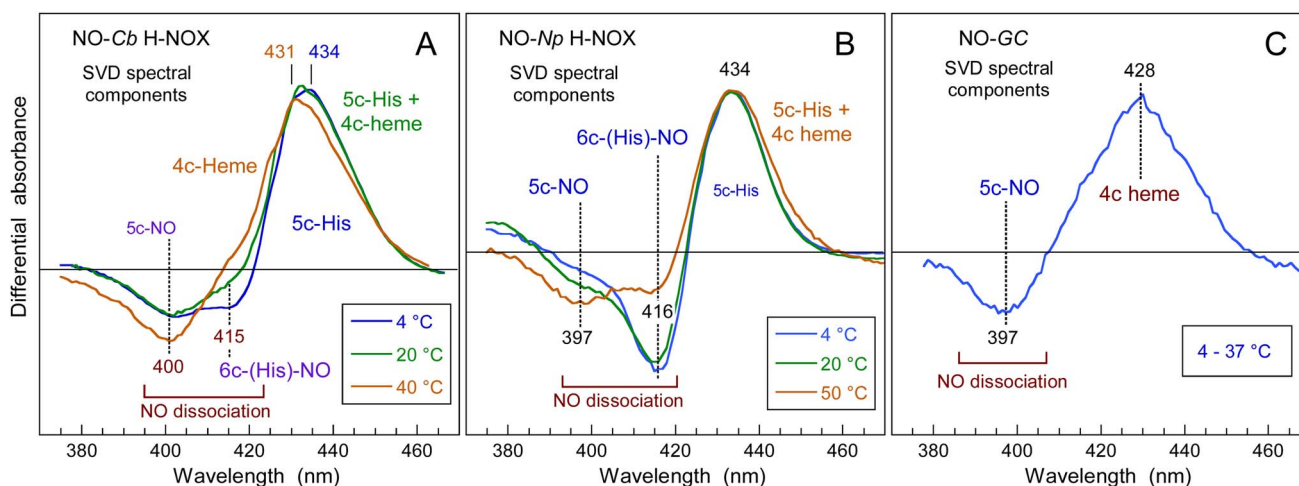 Differential absorbance
NO-Cb H-NOX
SVD spectral
components
431
434
A
5c-His +
4c-heme
4c-Heme
5c-NO
5c-His
415
400
6c-(His)-NO
NO dissociation
4 °C
20 °C
40 °C
380 400 420 440 460
Wavelength (nm)
NO-Np H-NOX
SVD spectral
components
434
B
5c-His +
4c heme
6c-(His)-NO
5c-NO
5c-His
416
397
NO dissociation
4 °C
20 °C
50 °C
380 400 420 440 460
Wavelength (nm)
NO-GC
SVD spectral
components
428
C
5c-NO
4c heme
397
NO dissociation
4 - 37 °C
380 400 420 440 460
Wavelength (nm)